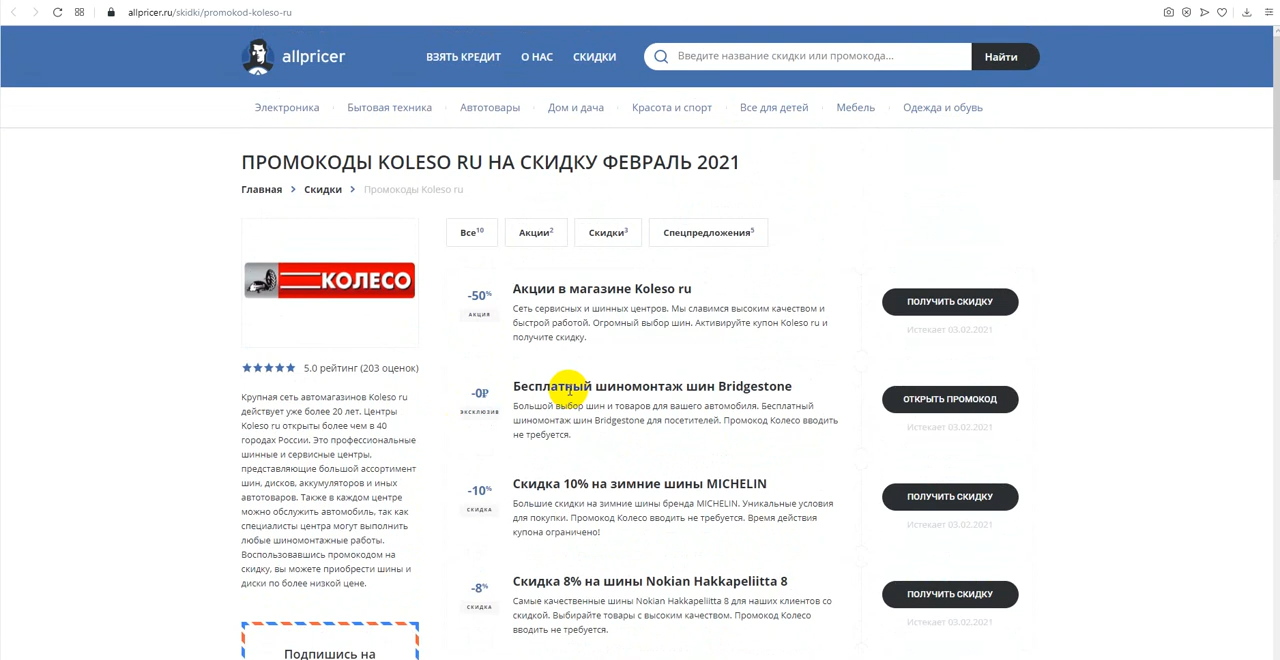 allpricer.ru/skidki/promokod-koleso-ru
allpricer
ВЗЯТЬ КРЕДИТ
О НАС
СКИДКИ
Введите название скидки или промокода...
Найти
Электроника
Бытовая техника
Автотовары
Дом и дача
Красота и спорт
Все для детей
Мебель
Одежда и обувь
ПРОМОКОДЫ KOLESO RU НА СКИДКУ ФЕВРАЛЬ 2021
Главная > Скидки > Промокоды Koleso ru
КОЛЕСО
5.0 рейтинг (203 оценок)
Крупная сеть автомагазинов Koleso ru
действует уже более 20 лет. Центры
Koleso ru открыты более чем в 40
городах России. Это профессиональные
шинные и сервисные центры,
представляющие большой ассортимент
шин, дисков, аккумуляторов и иных
автотоваров. Также в каждом центре
можно обслужить автомобиль, так как
специалисты центра могут выполнить
любые шиномонтажные работы.
Воспользовавшись промокодом на
скидку, вы можете приобрести шины и
диски по более низкой цене.
Подпишись на
Все 10
Акции 2
Скидки 3
Спецпредложения 5
-50%
АКЦИЯ
Акции в магазине Koleso ru
Сеть сервисных и шинных центров. Мы славимся высоким качеством и
быстрой работой. Огромный выбор шин. Активируйте купон Koleso ru и
получите скидку.
ПОЛУЧИТЬ СКИДКУ
Истекает 03.02.2021
-0₽
ЭКСКЛЮЗИВ
Бесплатный шиномонтаж шин Bridgestone
Большой выбор шин и товаров для вашего автомобиля. Бесплатный
шиномонтаж шин Bridgestone для посетителей. Промокод Колесо вводить
не требуется.
ОТКРЫТЬ ПРОМОКОД
Истекает 03.02.2021
-10%
СКИДКА
Скидка 10% на зимние шины MICHELIN
Большие скидки на зимние шины бренда MICHELIN. Уникальные условия
для покупки. Промокод Колесо вводить не требуется. Время действия
купона ограничено!
ПОЛУЧИТЬ СКИДКУ
Истекает 03.02.2021
-8%
СКИДКА
Скидка 8% на шины Nokian Hakkapeliitta 8
Самые качественные шины Nokian Hakkapeliitta 8 для наших клиентов со
скидкой. Выбирайте товары с высоким качеством. Промокод Колесо
вводить не требуется.
ПОЛУЧИТЬ СКИДКУ
Истекает 03.02.2021